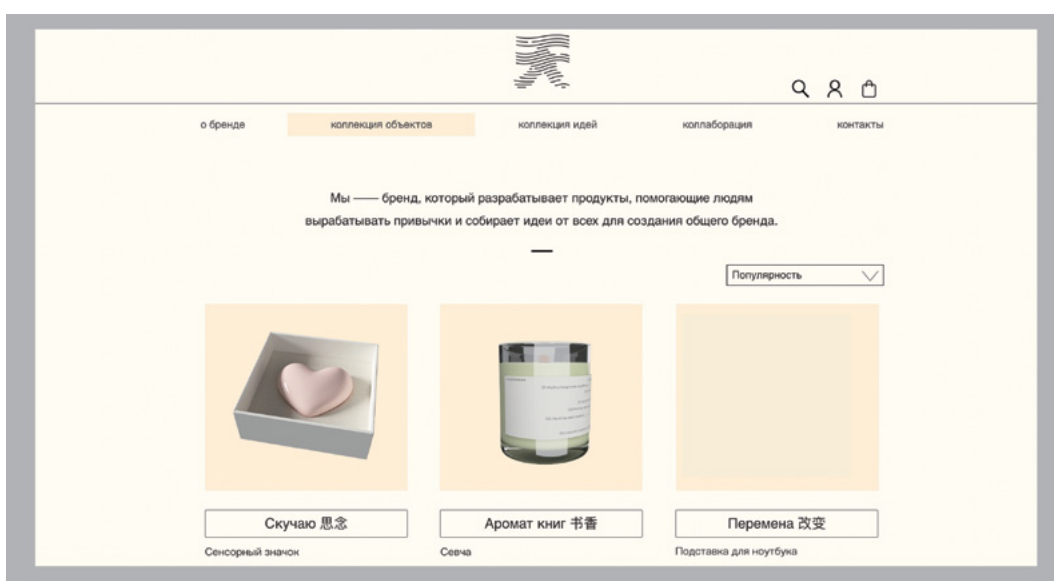 о бренде
коллекция объектов
коллекция идей
коллаборация
контакты
Мы —— бренд, который разрабатывает продукты, помогающие людям
вырабатывать привычки и собирает идеи от всех для создания общего бренда.
Популярность
Скучаю 思念
Аромат книг 书香
Перемена 改变
Сенсорный значок
Севча
Подставка для ноутбука